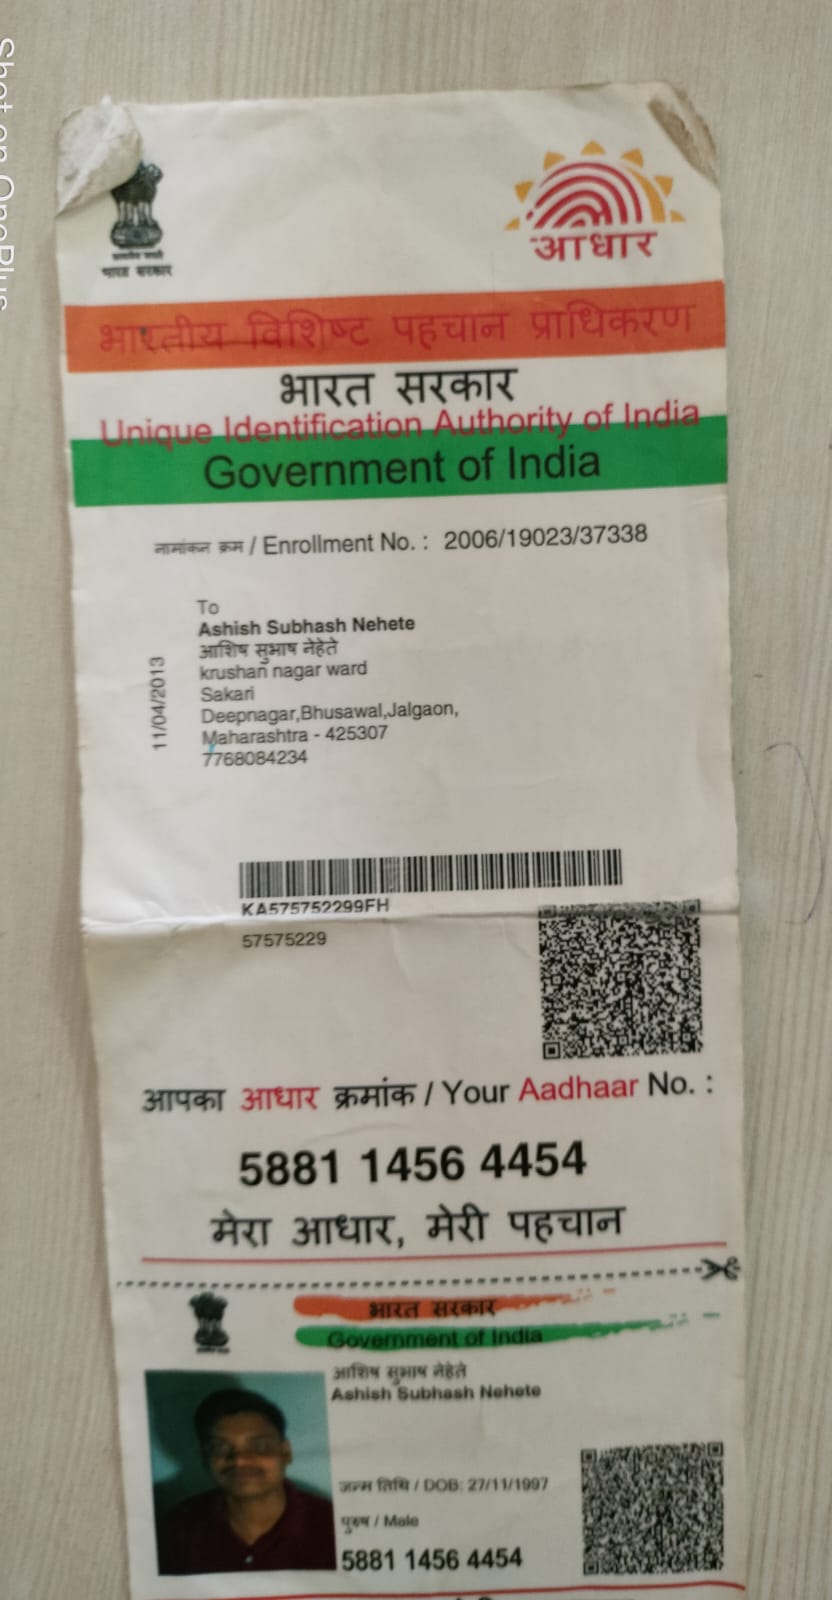 Shot on OnePlus
भारत सरकार
आधार
भारतीय विशिष्ट पहचान प्राधिकरण
भारत सरकार
Unique Identification Authority of India
Government of India
नामांकन क्रम / Enrollment No. : 2006/19023/37338
To
Ashish Subhash Nehete
आशिष सुभाष नेहेते
krushan nagar ward
Sakari
Deepnagar,Bhusawal,Jalgaon,
Maharashtra - 425307
7768084234
11/04/2013
KA575752299FH
57575229
आपका आधार क्रमांक / Your Aadhaar No. :
5881 1456 4454
मेरा आधार, मेरी पहचान
भारत सरकार
Government of India
आशिष सुभाष नेहेते
Ashish Subhash Nehete
जन्म तिथि / DOB: 27/11/1997
पुरुष / Male
5881 1456 4454